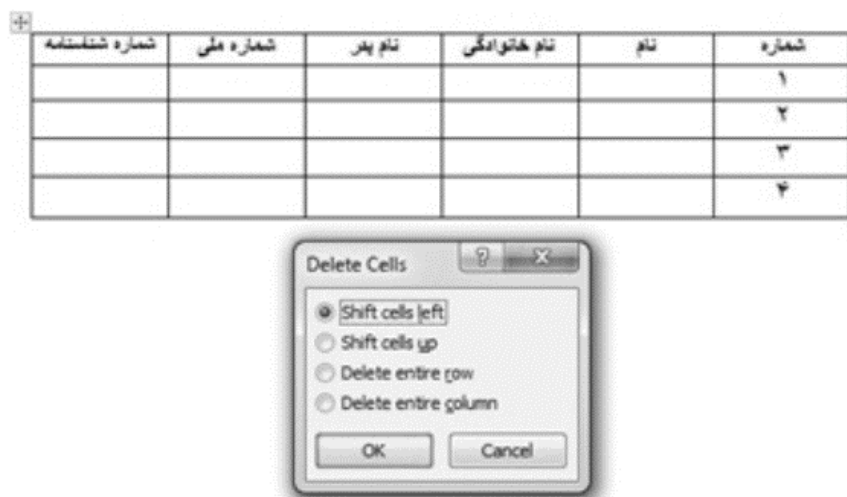 شماره نام نام خانوادگی نام پدر شماره ملی شماره شناسنامه
۱
۲
۳
۴
Delete Cells
Shift cells left
Shift cells up
Delete entire row
Delete entire column
OK Cancel